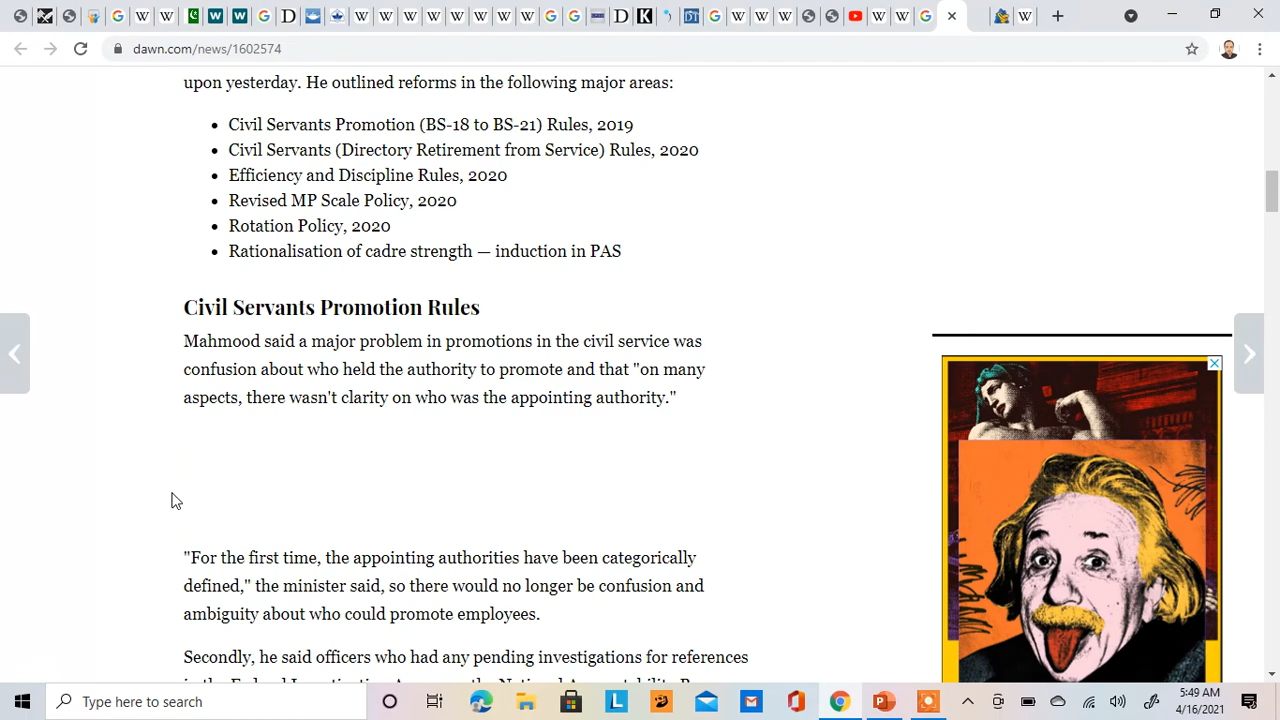 dawn.com/news/1602574
upon yesterday. He outlined reforms in the following major areas:
• Civil Servants Promotion (BS-18 to BS-21) Rules, 2019
• Civil Servants (Directory Retirement from Service) Rules, 2020
• Efficiency and Discipline Rules, 2020
• Revised MP Scale Policy, 2020
• Rotation Policy, 2020
• Rationalisation of cadre strength — induction in PAS
Civil Servants Promotion Rules
Mahmood said a major problem in promotions in the civil service was
confusion about who held the authority to promote and that "on many
aspects, there wasn't clarity on who was the appointing authority."
"For the first time, the appointing authorities have been categorically
defined," the minister said, so there would no longer be confusion and
ambiguity about who could promote employees.
Secondly, he said officers who had any pending investigations for references
Type here to search
5:49 AM
4/16/2021